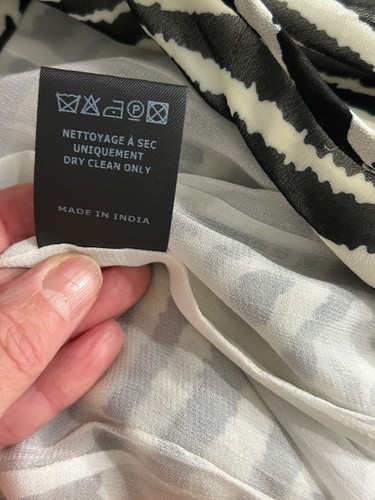 NETTOYAGE À SEC
UNIQUEMENT
DRY CLEAN ONLY
MADE IN INDIA